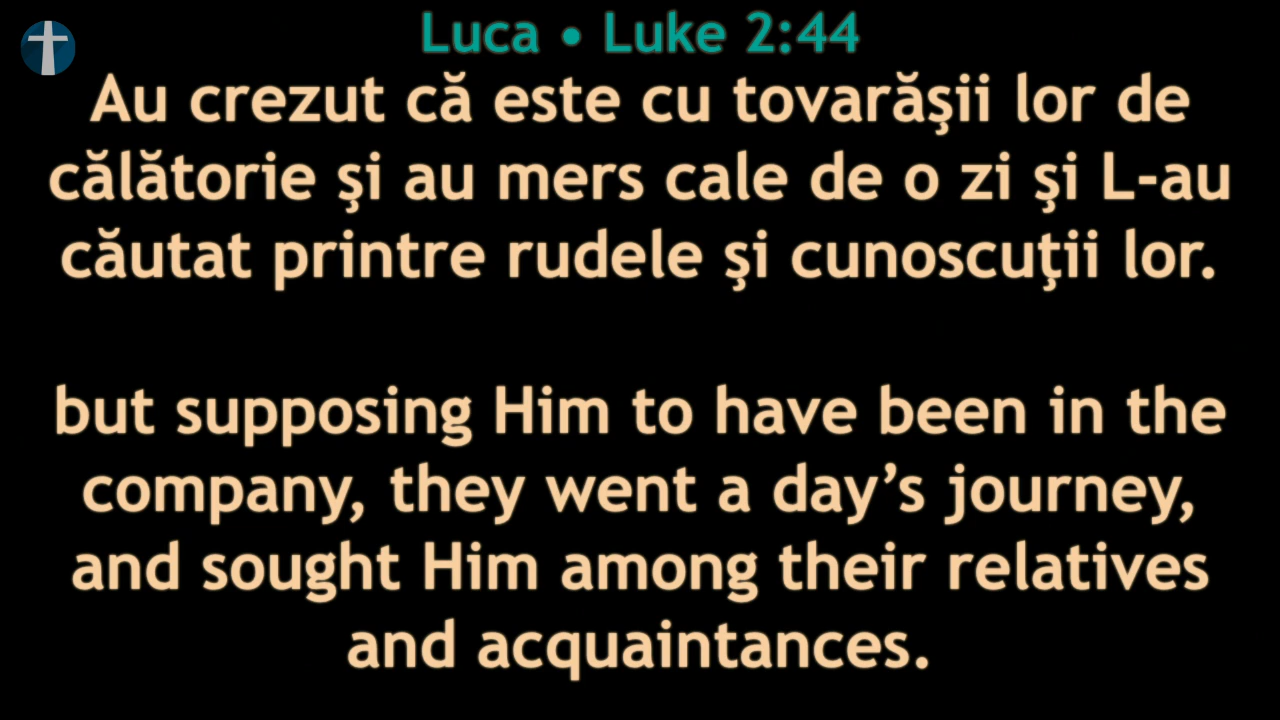 Luca • Luke 2:44
Au crezut că este cu tovarăşii lor de
călătorie şi au mers cale de o zi şi L-au
căutat printre rudele şi cunoscuţii lor.
but supposing Him to have been in the
company, they went a day’s journey,
and sought Him among their relatives
and acquaintances.